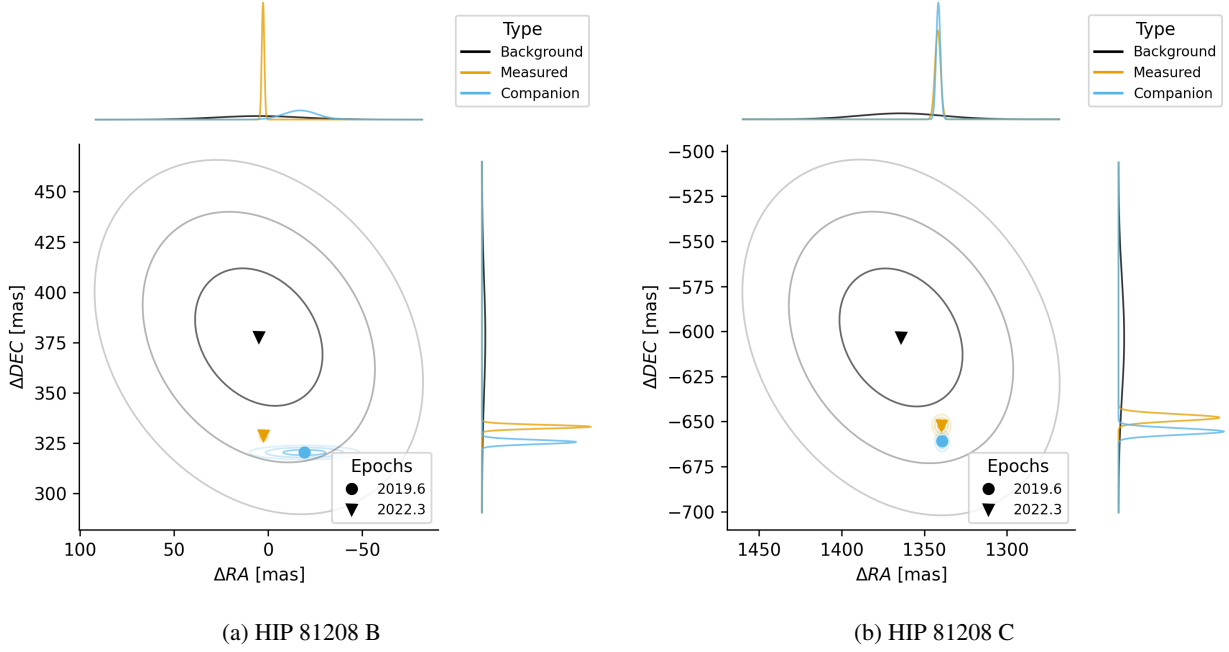 Type
Background
Measured
Companion
450
425
400
375
350
325
300
ΔDEC [mas]
Epochs
2019.6
2022.3
100
50
0
−50
ΔRA [mas]
(a) HIP 81208 B
Type
Background
Measured
Companion
−500
−525
−550
−575
−600
−625
−650
−675
−700
ΔDEC [mas]
Epochs
2019.6
2022.3
1450
1400
1350
1300
ΔRA [mas]
(b) HIP 81208 C